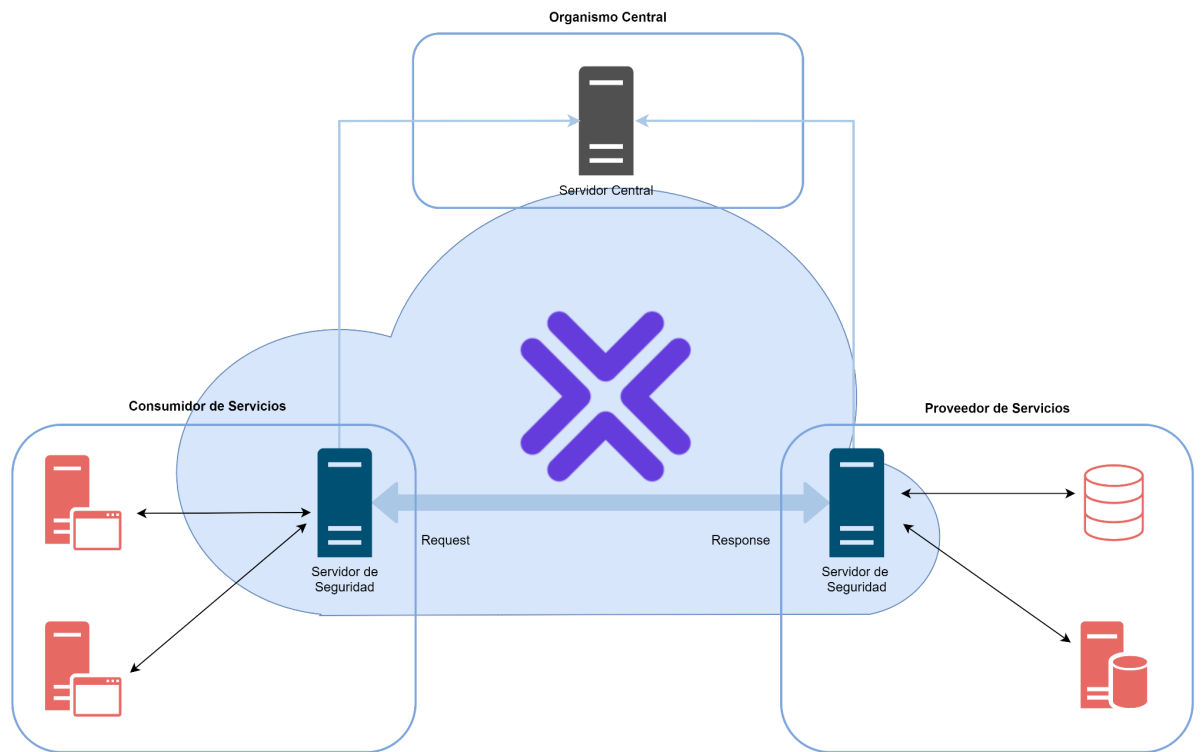 Organismo Central
Servidor Central
Consumidor de Servicios
Proveedor de Servicios
Request
Response
Servidor de
Seguridad
Servidor de
Seguridad